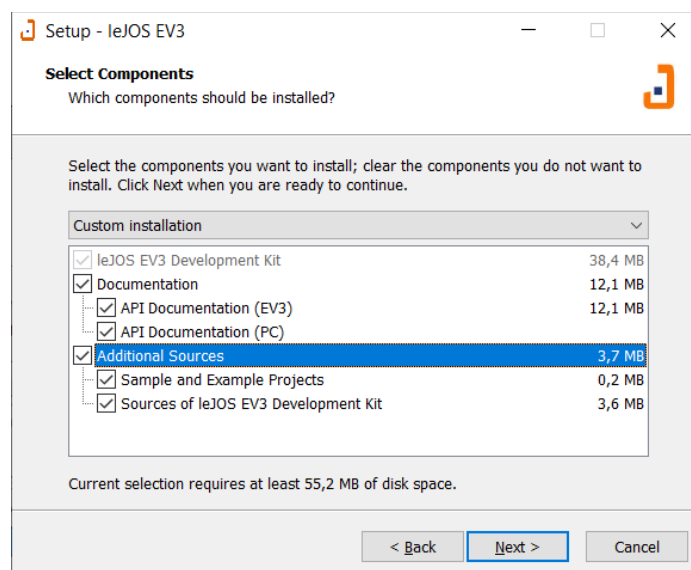 Setup - leJOS EV3
Select Components
Which components should be installed?
Select the components you want to install; clear the components you do not want to
install. Click Next when you are ready to continue.
Custom installation
leJOS EV3 Development Kit 38,4 MB
Documentation 12,1 MB
API Documentation (EV3) 12,1 MB
API Documentation (PC)
Additional Sources 3,7 MB
Sample and Example Projects 0,2 MB
Sources of leJOS EV3 Development Kit 3,6 MB
Current selection requires at least 55,2 MB of disk space.
< Back Next > Cancel